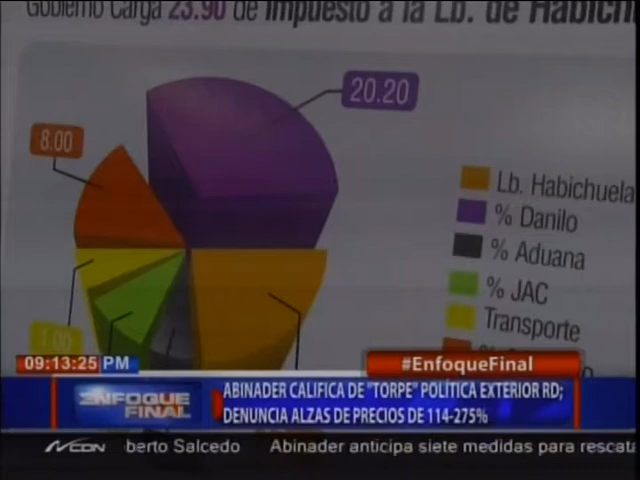 Gobierno Carga 23.90 de Impuesto a la Lb. de
20.20
8.00
Lb. Habichuela
% Danilo
% Aduana
% JAC
Transporte
1.00
09:13:25 PM
#EnfoqueFinal
ENFOQUE
FINAL
ABINADER CALIFICA DE "TORPE" POLÍTICA EXTERIOR RD;
DENUNCIA ALZAS DE PRECIOS DE 114-275%
CDN
berto Salcedo
Abinader anticipa siete medidas para rescata